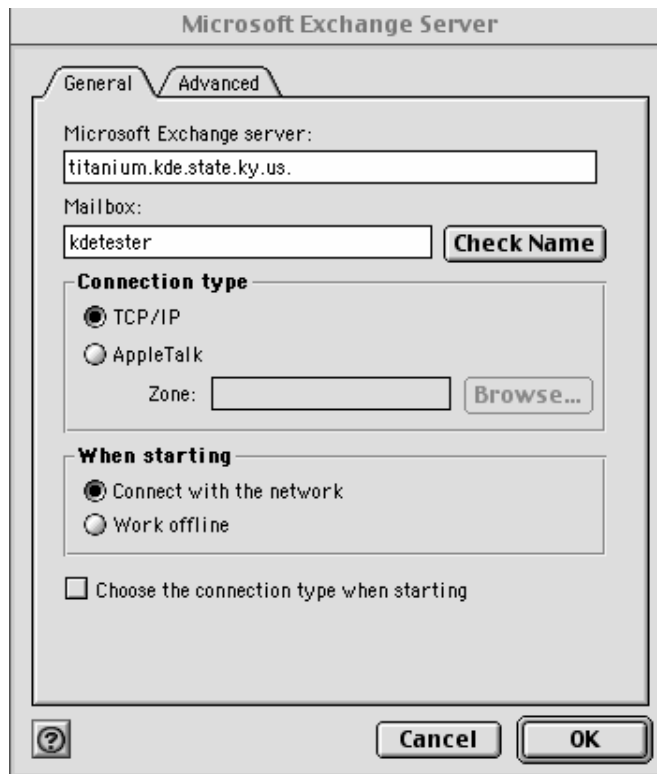 Microsoft Exchange Server
General Advanced
Microsoft Exchange server:
titanium.kde.state.ky.us.
Mailbox:
kdetester Check Name
Connection type
TCP/IP
AppleTalk
Zone: Browse...
When starting
Connect with the network
Work offline
Choose the connection type when starting
? Cancel OK